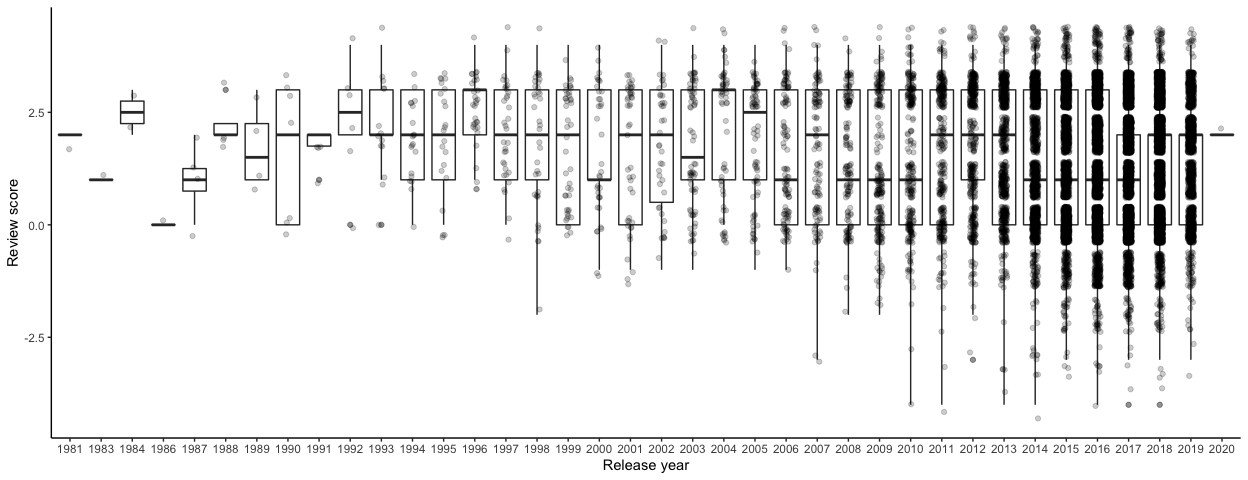 Review score
2.5
0.0
-2.5
1981 1983 1984 1986 1987 1988 1989 1990 1991 1992 1993 1994 1995 1996 1997 1998 1999 2000 2001 2002 2003 2004 2005 2006 2007 2008 2009 2010 2011 2012 2013 2014 2015 2016 2017 2018 2019 2020
Release year